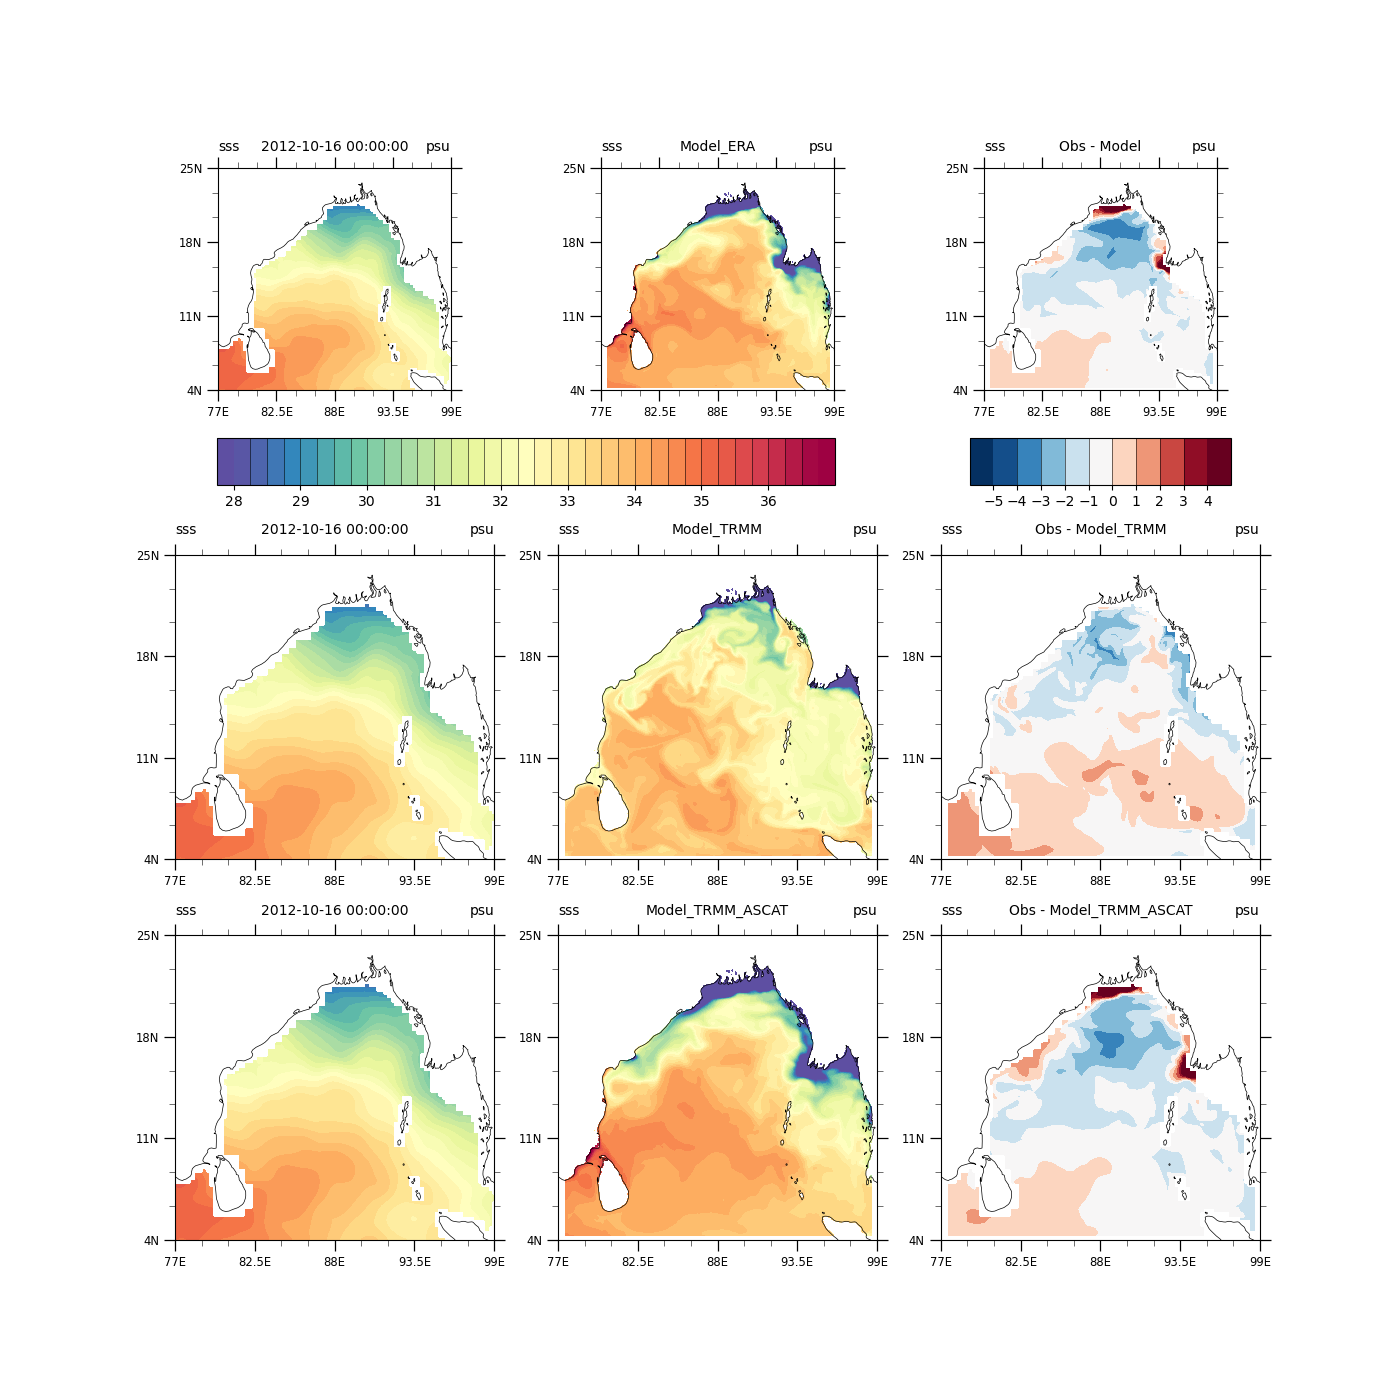 sss 2012-10-16 00:00:00 psu sss Model_ERA psu sss Obs - Model psu
25N 25N 25N
18N 18N 18N
11N 11N 11N
4N 4N 4N
77E 82.5E 88E 93.5E 99E 77E 82.5E 88E 93.5E 99E 77E 82.5E 88E 93.5E 99E
28 29 30 31 32 33 34 35 36 −5 −4 −3 −2 −1 0 1 2 3 4
sss 2012-10-16 00:00:00 psu sss Model_TRMM psu sss Obs - Model_TRMM psu
25N 25N 25N
18N 18N 18N
11N 11N 11N
4N 4N 4N
77E 82.5E 88E 93.5E 99E 77E 82.5E 88E 93.5E 99E 77E 82.5E 88E 93.5E 99E
sss 2012-10-16 00:00:00 psu sss Model_TRMM_ASCAT psu sss Obs - Model_TRMM_ASCAT psu
25N 25N 25N
18N 18N 18N
11N 11N 11N
4N 4N 4N
77E 82.5E 88E 93.5E 99E 77E 82.5E 88E 93.5E 99E 77E 82.5E 88E 93.5E 99E